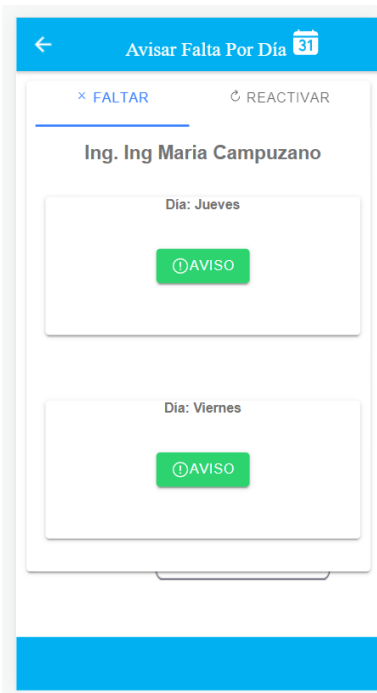 Avisar Falta Por Día 31
× FALTAR ↻ REACTIVAR
Ing. Ing Maria Campuzano
Día: Jueves
AVISO
Día: Viernes
AVISO